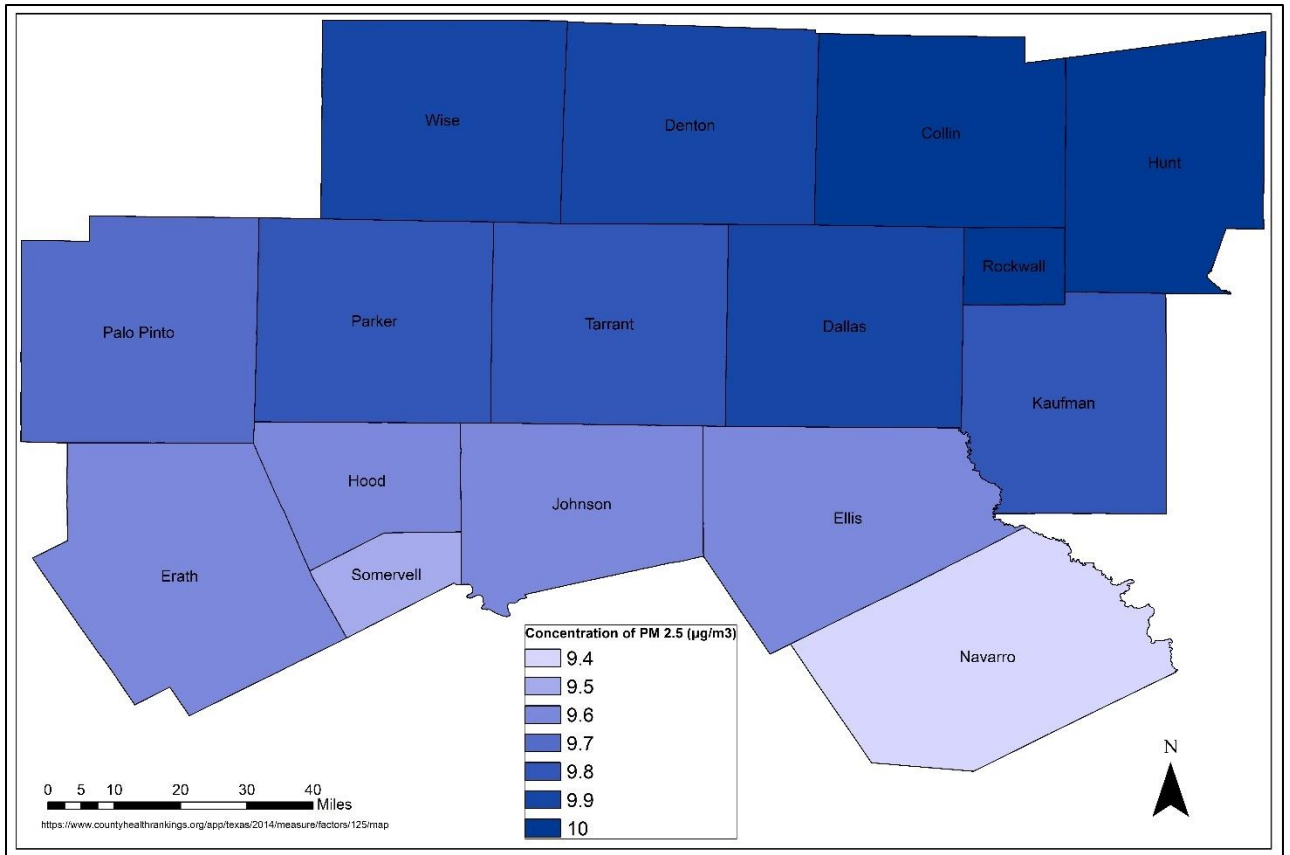 Wise
Denton
Collin
Hunt
Rockwall
Palo Pinto
Parker
Tarrant
Dallas
Kaufman
Hood
Johnson
Ellis
Erath
Somervell
Navarro
Concentration of PM 2.5 (µg/m3)
9.4
9.5
9.6
9.7
9.8
9.9
10
N
0 5 10 20 30 40
Miles
https://www.countyhealthrankings.org/app/texas/2014/measure/factors/125/map